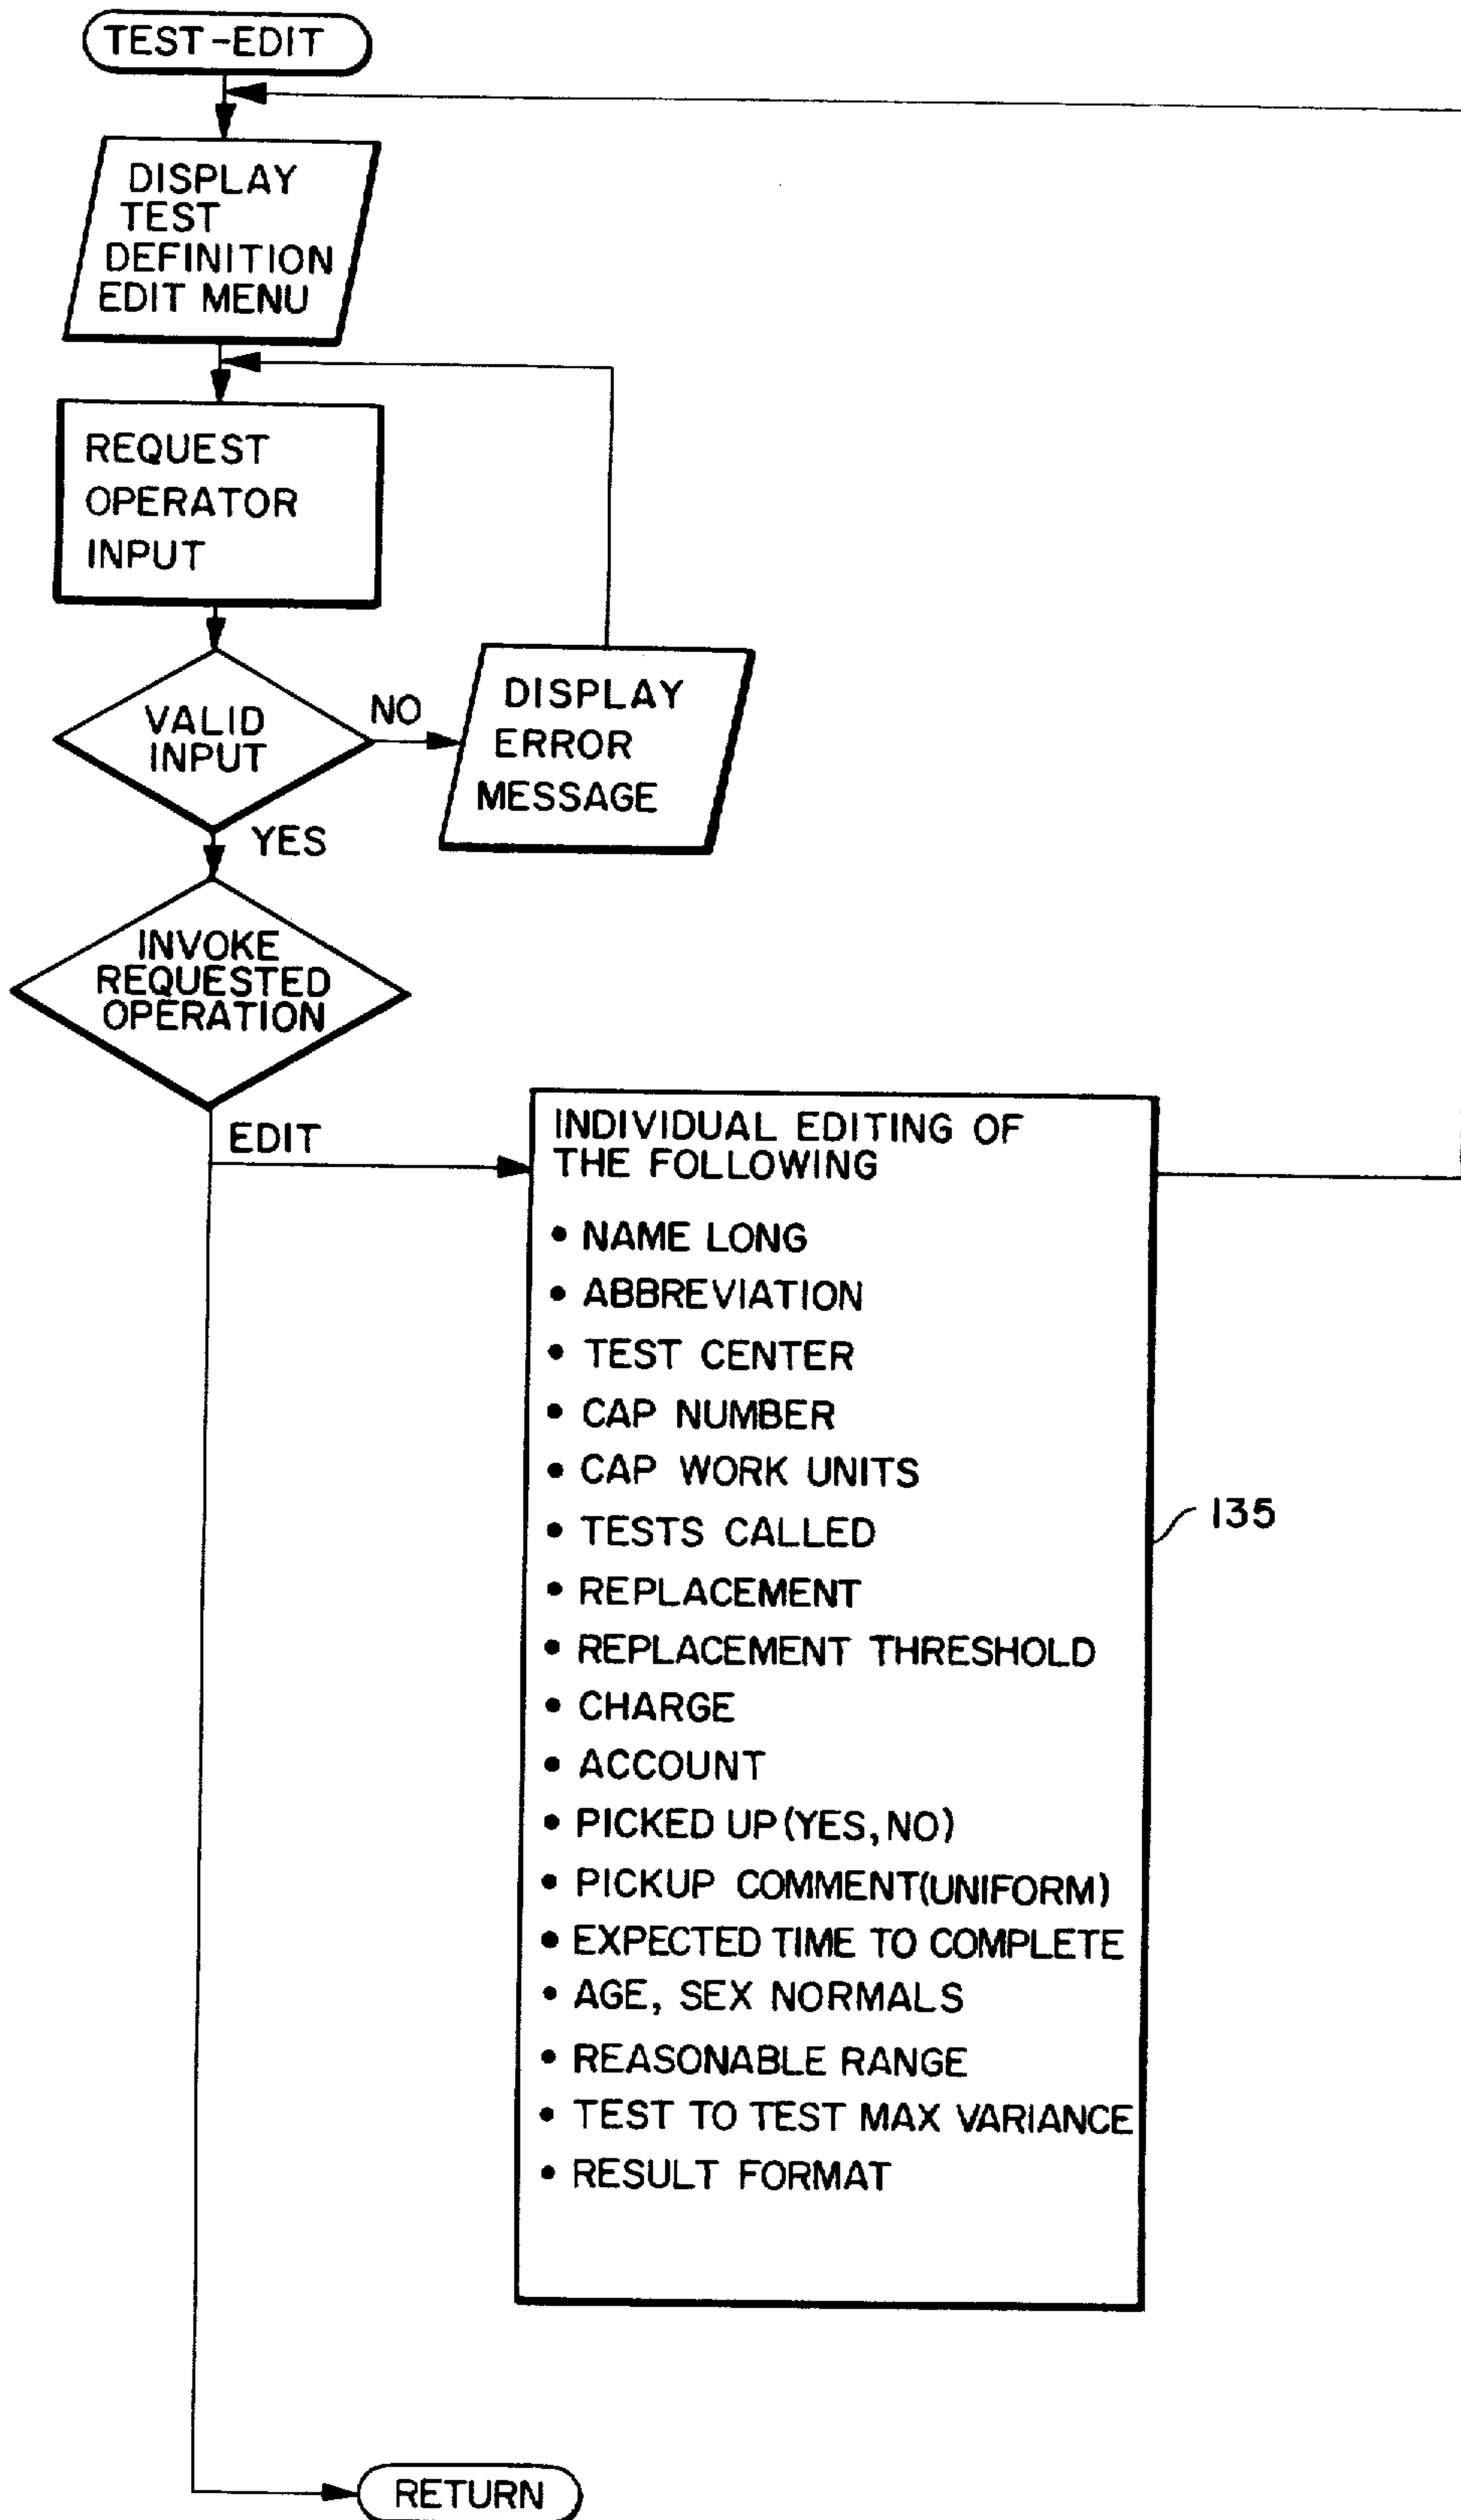 TEST-EDIT
DISPLAY
TEST
DEFINITION
EDIT MENU
REQUEST
OPERATOR
INPUT
VALID
INPUT
NO
DISPLAY
ERROR
MESSAGE
YES
INVOKE
REQUESTED
OPERATION
EDIT
INDIVIDUAL EDITING OF
THE FOLLOWING
• NAME LONG
• ABBREVIATION
• TEST CENTER
• CAP NUMBER
• CAP WORK UNITS
• TESTS CALLED
• REPLACEMENT
• REPLACEMENT THRESHOLD
• CHARGE
• ACCOUNT
• PICKED UP (YES, NO)
• PICKUP COMMENT (UNIFORM)
• EXPECTED TIME TO COMPLETE
• AGE, SEX NORMALS
• REASONABLE RANGE
• TEST TO TEST MAX VARIANCE
• RESULT FORMAT
135
RETURN